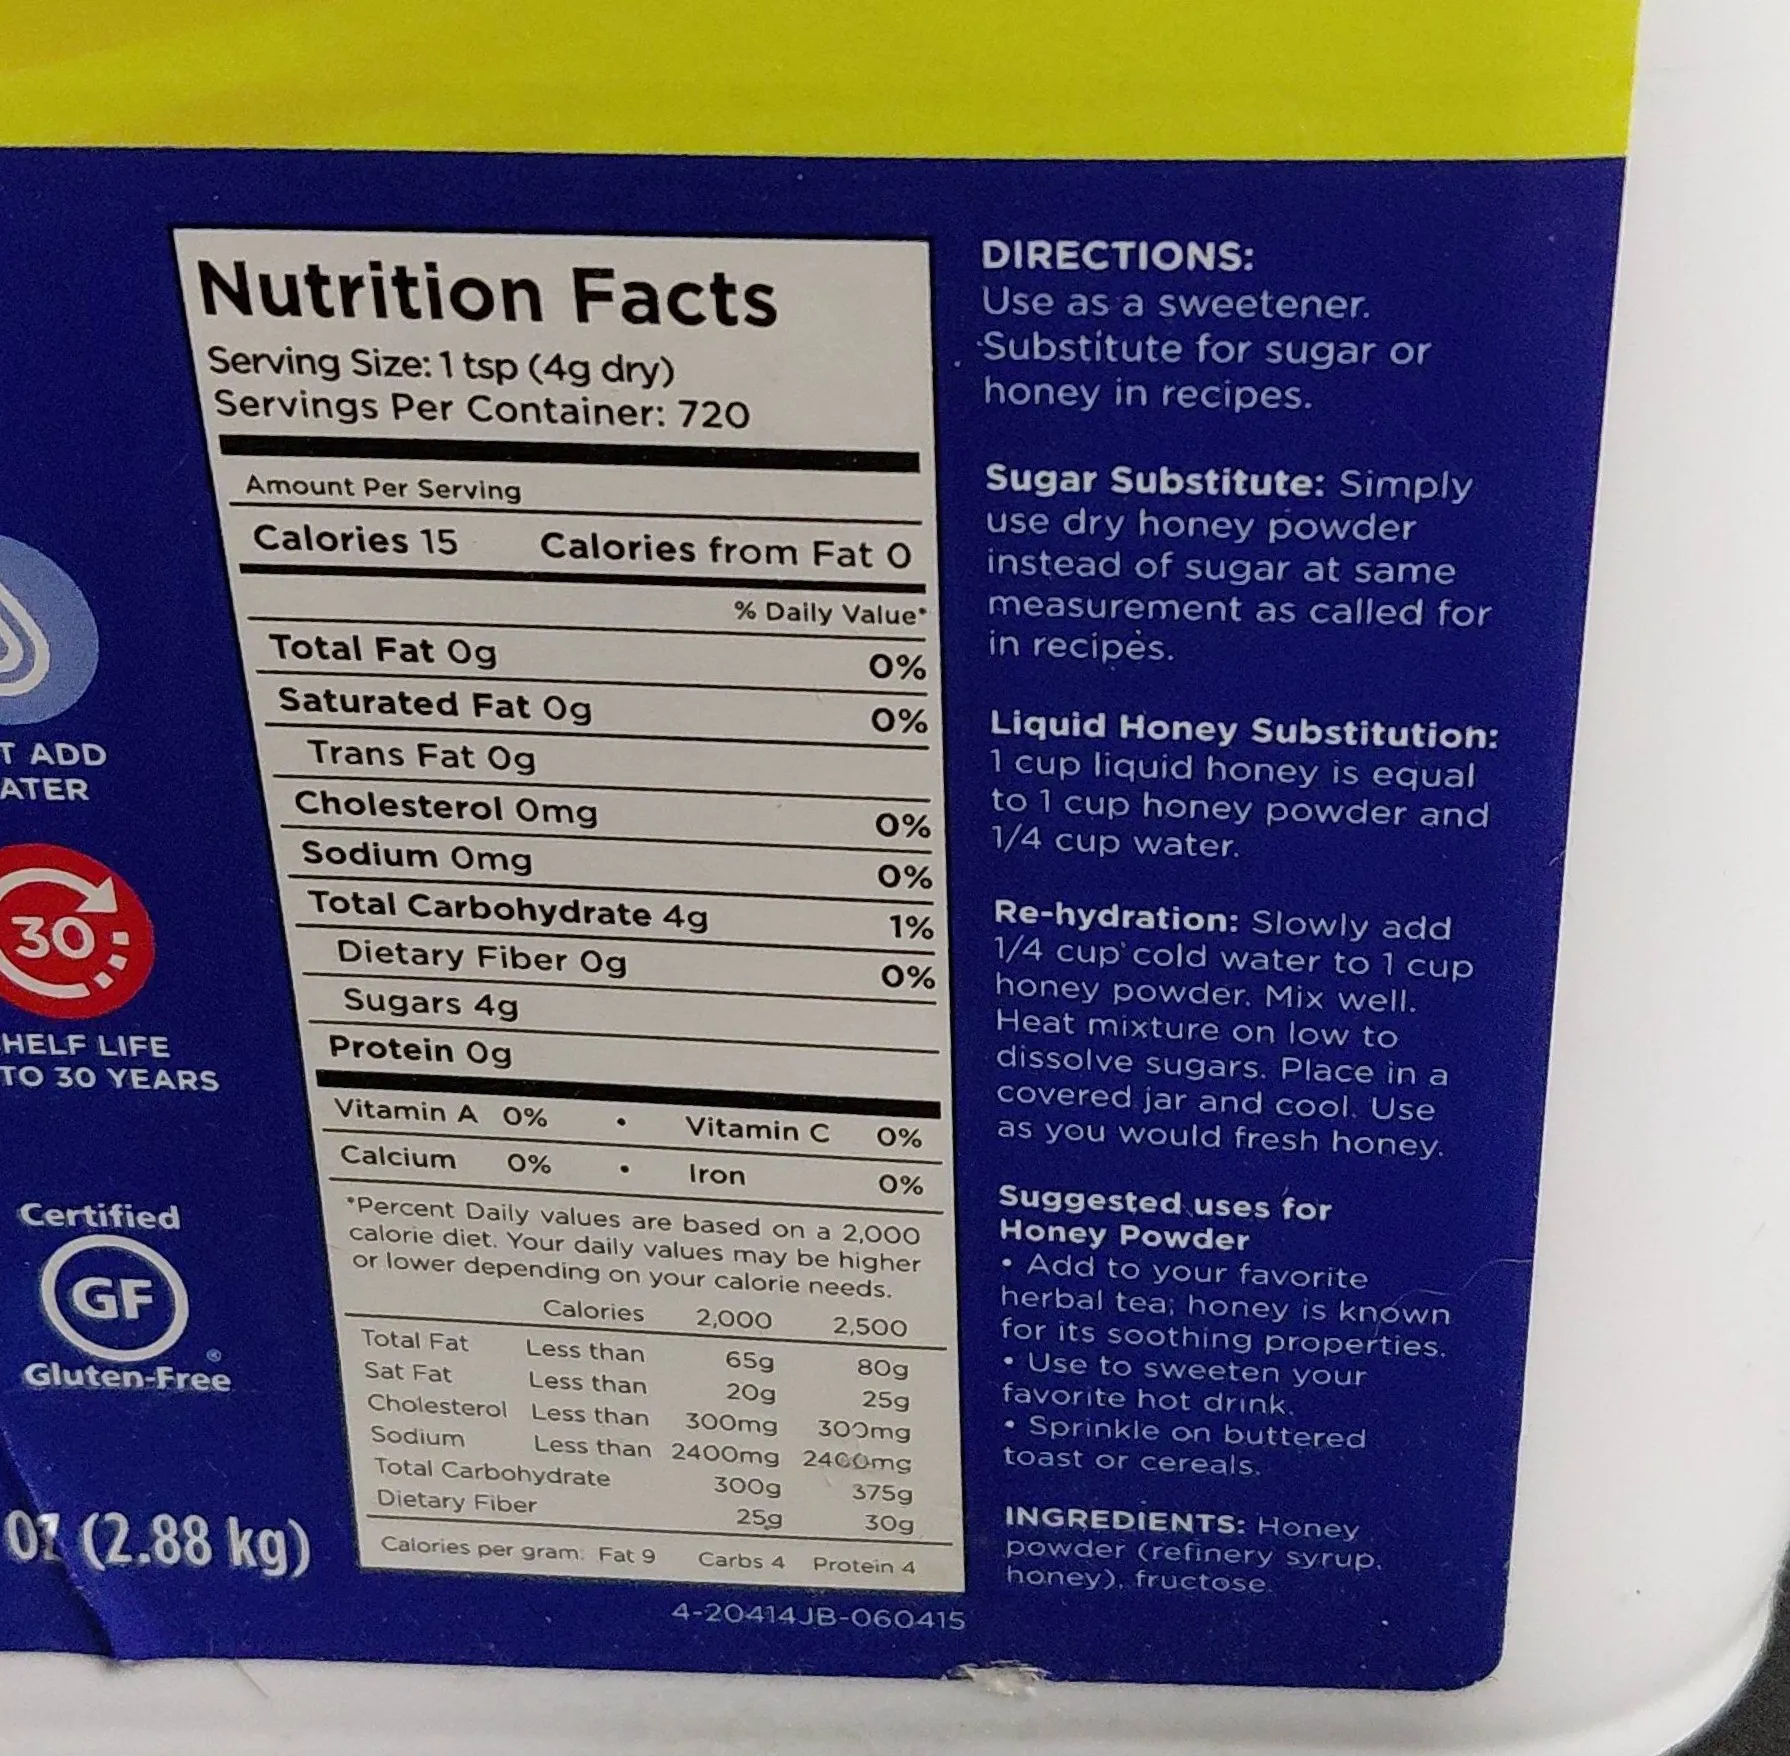 T ADD
ATER
30
HELF LIFE
TO 30 YEARS
Certified
GF
Gluten-Free
OZ (2.88 kg)
Nutrition Facts
Serving Size: 1 tsp (4g dry)
Servings Per Container: 720
Amount Per Serving
Calories 15 Calories from Fat 0
% Daily Value*
Total Fat 0g 0%
Saturated Fat 0g 0%
Trans Fat 0g
Cholesterol 0mg 0%
Sodium 0mg 0%
Total Carbohydrate 4g 1%
Dietary Fiber 0g 0%
Sugars 4g
Protein 0g
Vitamin A 0% • Vitamin C 0%
Calcium 0% • Iron 0%
*Percent Daily values are based on a 2,000
calorie diet. Your daily values may be higher
or lower depending on your calorie needs.
Calories 2,000 2,500
Total Fat Less than 65g 80g
Sat Fat Less than 20g 25g
Cholesterol Less than 300mg 300mg
Sodium Less than 2400mg 2400mg
Total Carbohydrate 300g 375g
Dietary Fiber 25g 30g
Calories per gram: Fat 9 Carbs 4 Protein 4
4-20414JB-060415
DIRECTIONS:
Use as a sweetener.
Substitute for sugar or
honey in recipes.
Sugar Substitute: Simply
use dry honey powder
instead of sugar at same
measurement as called for
in recipes.
Liquid Honey Substitution:
1 cup liquid honey is equal
to 1 cup honey powder and
1/4 cup water.
Re-hydration: Slowly add
1/4 cup cold water to 1 cup
honey powder. Mix well.
Heat mixture on low to
dissolve sugars. Place in a
covered jar and cool. Use
as you would fresh honey.
Suggested uses for
Honey Powder
• Add to your favorite
herbal tea; honey is known
for its soothing properties.
• Use to sweeten your
favorite hot drink.
• Sprinkle on buttered
toast or cereals.
INGREDIENTS: Honey
powder (refinery syrup,
honey), fructose.